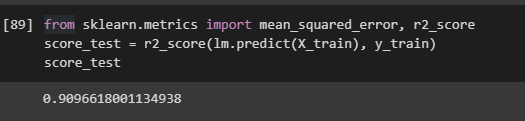 [89] from sklearn.metrics import mean_squared_error, r2_score
score_test = r2_score(lm.predict(X_train), y_train)
score_test
0.9096618001134938